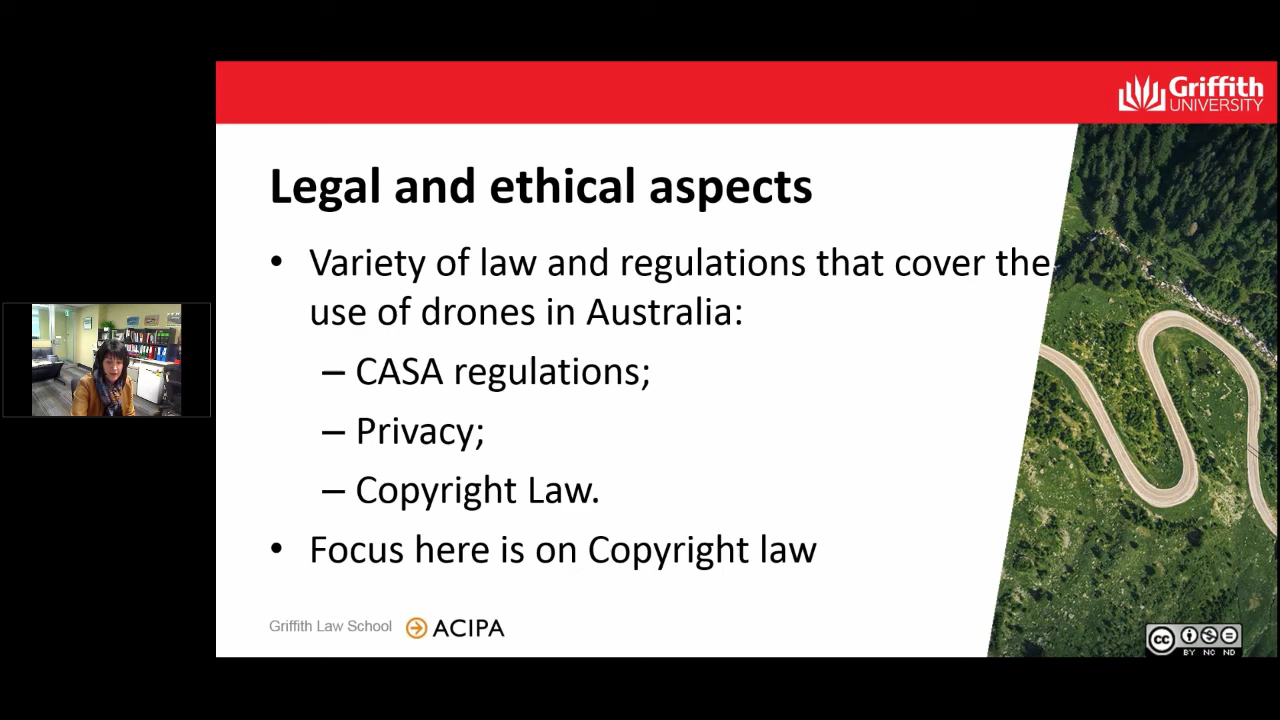 Griffith
UNIVERSITY
Legal and ethical aspects
• Variety of law and regulations that cover the
use of drones in Australia:
– CASA regulations;
– Privacy;
– Copyright Law.
• Focus here is on Copyright law
Griffith Law School ACIPA
cc
BY NC ND